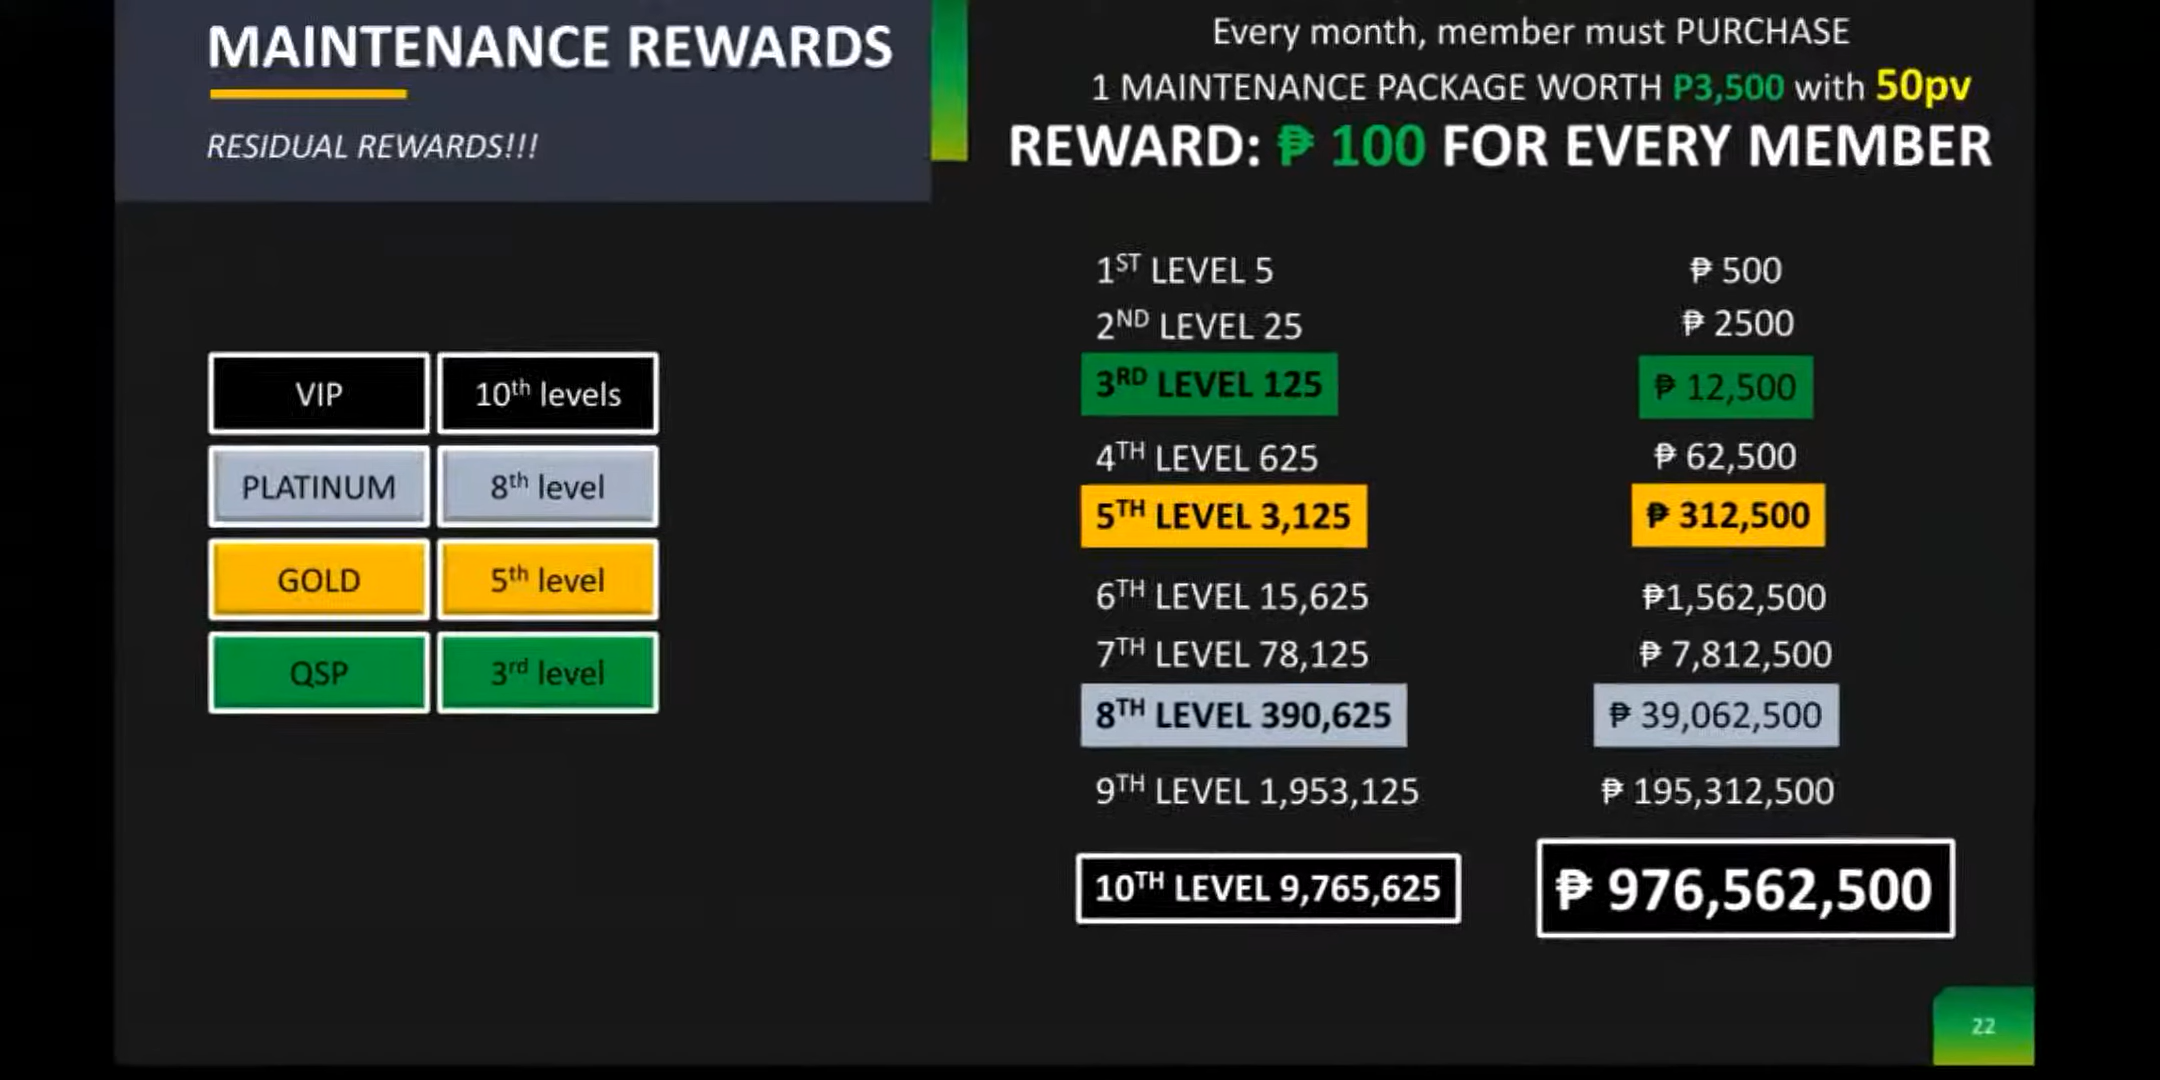 MAINTENANCE REWARDS
RESIDUAL REWARDS!!!
Every month, member must PURCHASE
1 MAINTENANCE PACKAGE WORTH P3,500 with 50pv
REWARD: ₱ 100 FOR EVERY MEMBER
VIP 10th levels
PLATINUM 8th level
GOLD 5th level
QSP 3rd level
1ST LEVEL 5 ₱ 500
2ND LEVEL 25 ₱ 2500
3RD LEVEL 125 ₱ 12,500
4TH LEVEL 625 ₱ 62,500
5TH LEVEL 3,125 ₱ 312,500
6TH LEVEL 15,625 ₱1,562,500
7TH LEVEL 78,125 ₱ 7,812,500
8TH LEVEL 390,625 ₱ 39,062,500
9TH LEVEL 1,953,125 ₱ 195,312,500
10TH LEVEL 9,765,625 ₱ 976,562,500
22